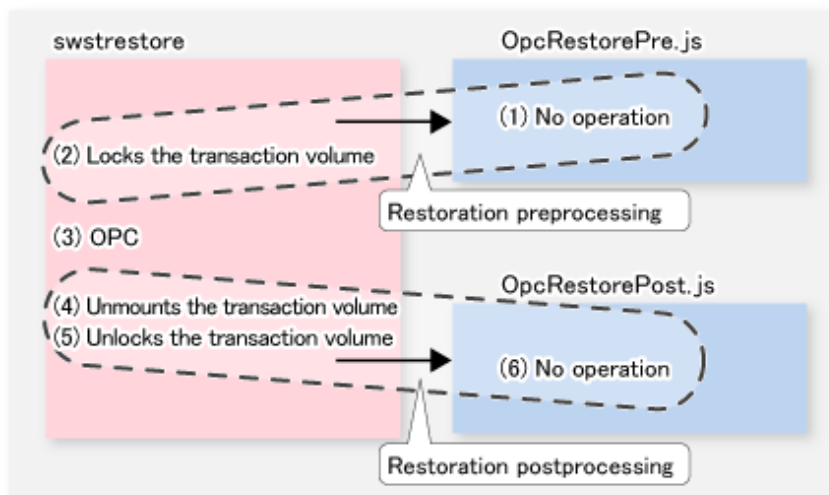 swstrestore
OpcRestorePre.js
(1) No operation
(2) Locks the transaction volume
Restoration preprocessing
(3) OPC
OpcRestorePost.js
(4) Unmounts the transaction volume
(5) Unlocks the transaction volume
(6) No operation
Restoration postprocessing